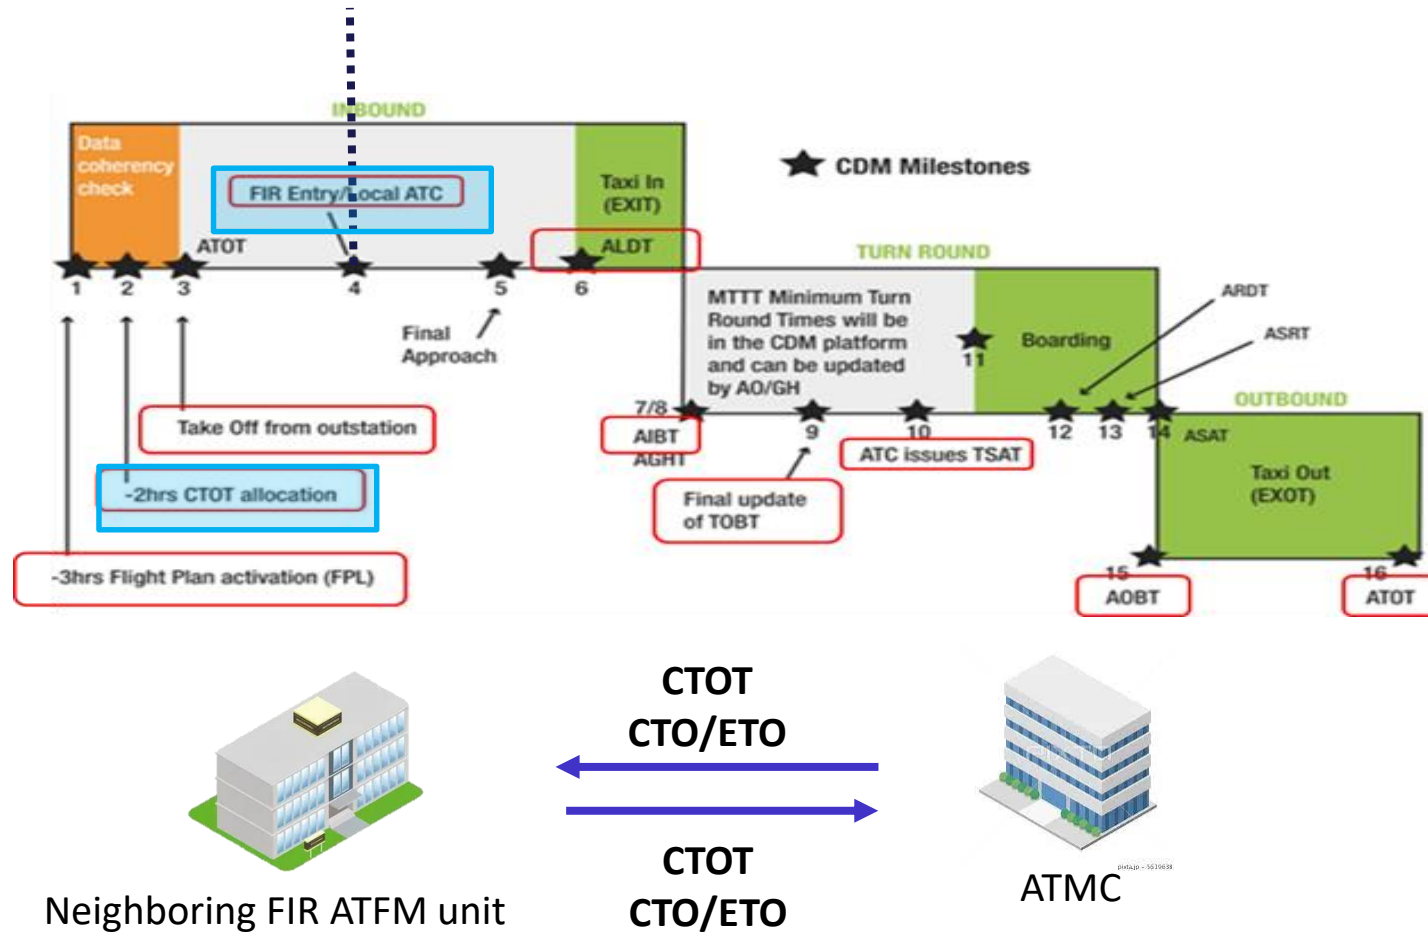 INBOUND
Data
coherency
check
FIR Entry/Local ATC
Taxi In
(EXIT)
CDM Milestones
ATOT
ALDT
1
2
3
4
5
6
Final
Approach
TURN ROUND
MTTT Minimum Turn
Round Times will be
in the CDM platform
and can be updated
by AO/GH
11
Boarding
ARDT
ASRT
7/8
AIBT
AGHT
9
10
12
13
14
ATC issues TSAT
Final update
of TOBT
OUTBOUND
ASAT
Taxi Out
(EXOT)
15
AOBT
16
ATOT
Take Off from outstation
-2hrs CTOT allocation
-3hrs Flight Plan activation (FPL)
CTOT
CTO/ETO
CTOT
CTO/ETO
Neighboring FIR ATFM unit
pixta.jp - 5519638
ATMC